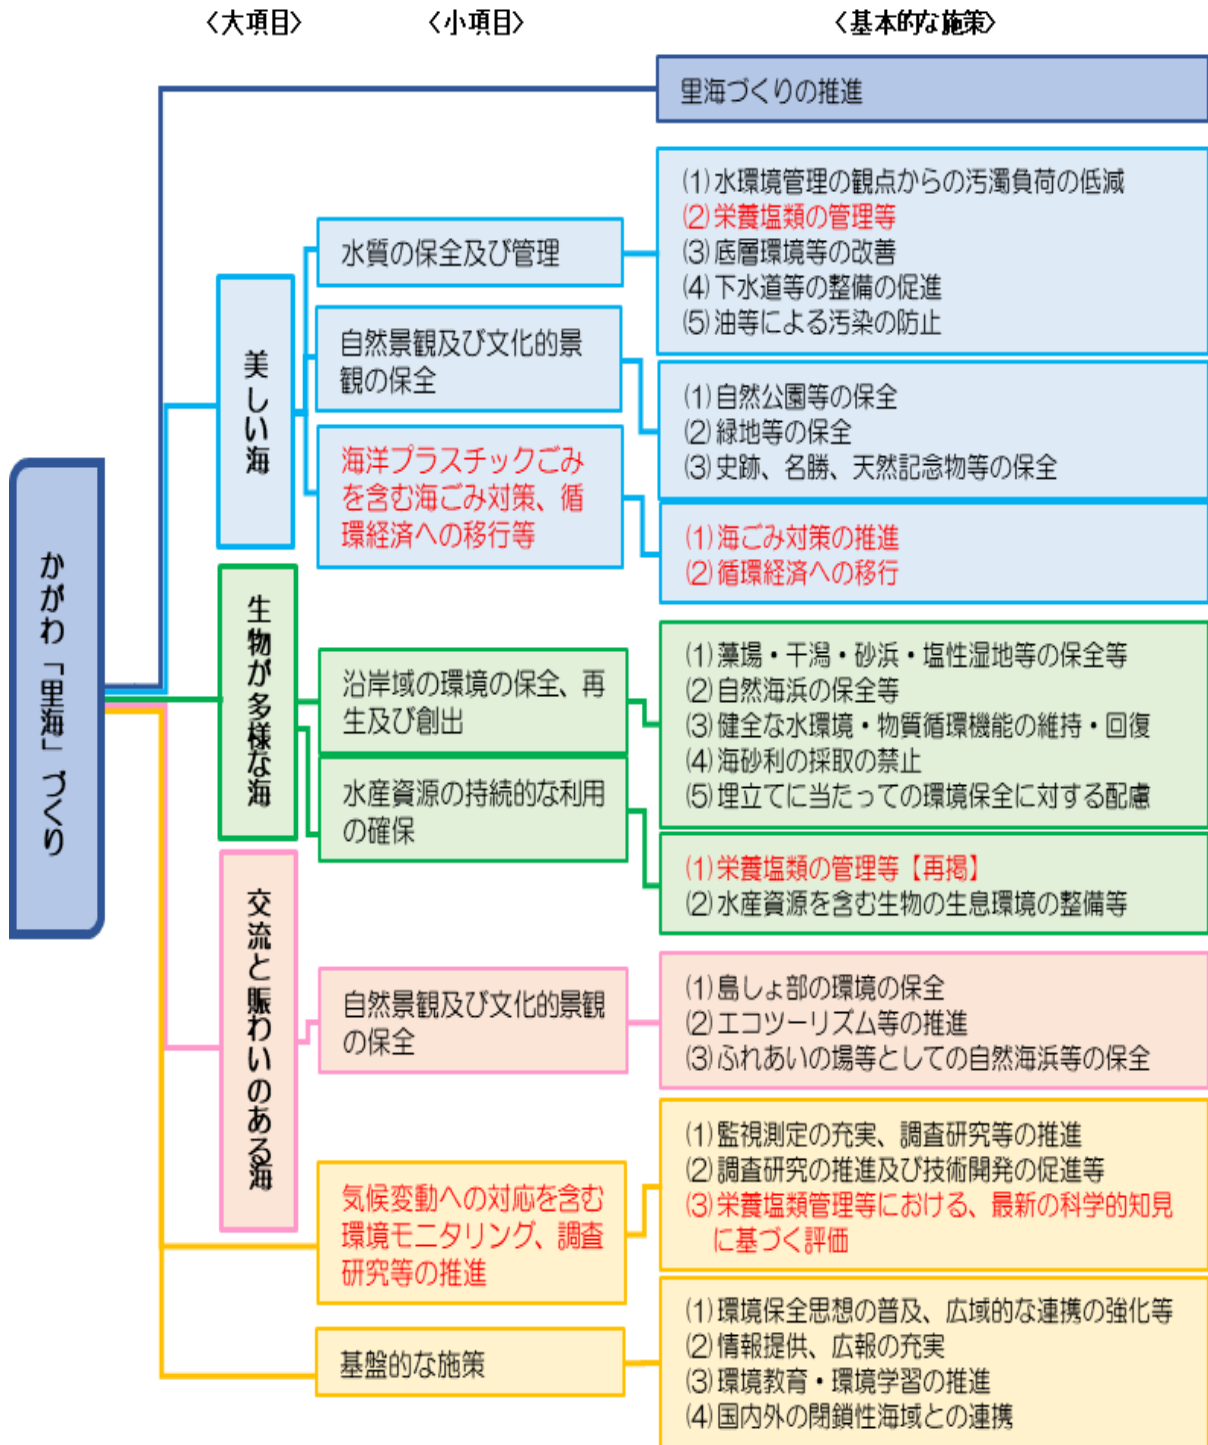 〈大項目〉
〈小項目〉
〈基本的な施策〉
かがわ「里海」づくり
里海づくりの推進
美しい海
水質の保全及び管理
(1)水環境管理の観点からの汚濁負荷の低減
(2)栄養塩類の管理等
(3)底層環境等の改善
(4)下水道等の整備の促進
(5)油等による汚染の防止
自然景観及び文化的景
観の保全
(1)自然公園等の保全
(2)緑地等の保全
(3)史跡、名勝、天然記念物等の保全
海洋プラスチックごみ
を含む海ごみ対策、循
環経済への移行等
(1)海ごみ対策の推進
(2)循環経済への移行
生物が多様な海
沿岸域の環境の保全、再
生及び創出
(1)藻場・干潟・砂浜・塩性湿地等の保全等
(2)自然海浜の保全等
(3)健全な水環境・物質循環機能の維持・回復
(4)海砂利の採取の禁止
(5)埋立てに当たっての環境保全に対する配慮
水産資源の持続的な利用
の確保
(1)栄養塩類の管理等【再掲】
(2)水産資源を含む生物の生息環境の整備等
交流と賑わいのある海
自然景観及び文化的景観
の保全
(1)島しょ部の環境の保全
(2)エコツーリズム等の推進
(3)ふれあいの場等としての自然海浜等の保全
気候変動への対応を含む
環境モニタリング、調査
研究等の推進
(1)監視測定の充実、調査研究等の推進
(2)調査研究の推進及び技術開発の促進等
(3)栄養塩類管理等における、最新の科学的知見
に基づく評価
基盤的な施策
(1)環境保全思想の普及、広域的な連携の強化等
(2)情報提供、広報の充実
(3)環境教育・環境学習の推進
(4)国内外の閉鎖性海域との連携